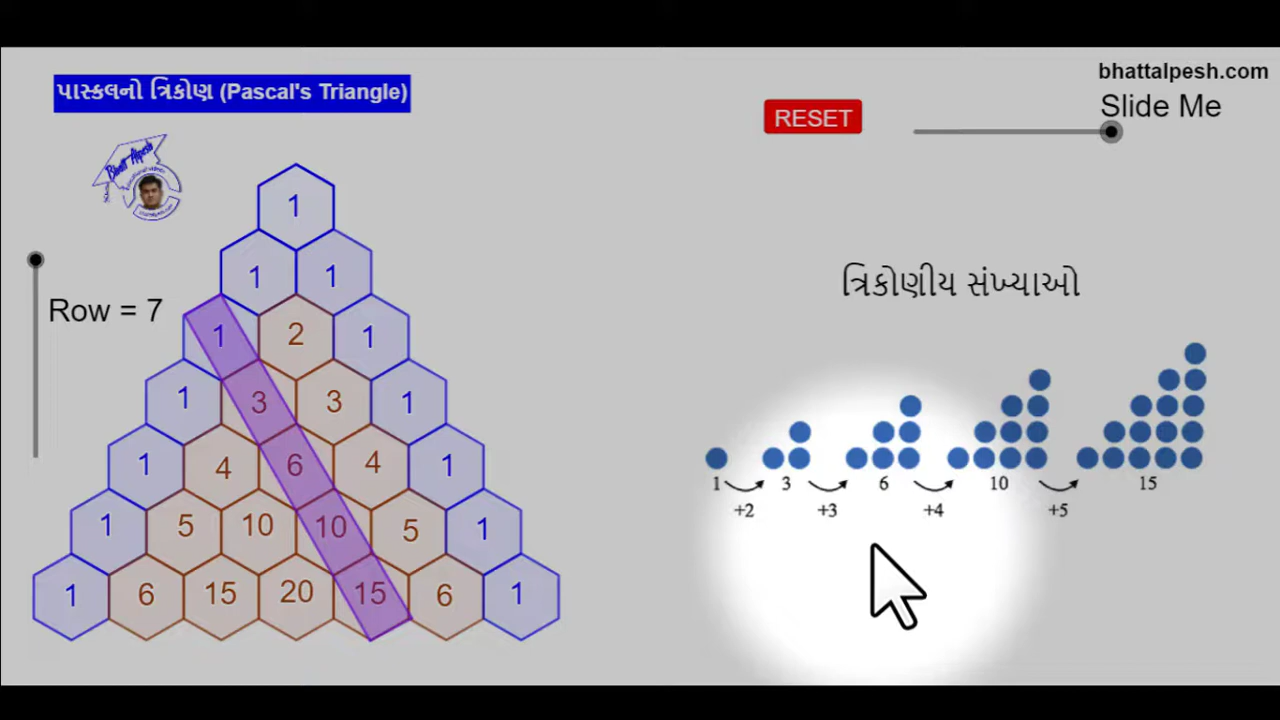 bhattalpesh.com
પાસ્કલનો ત્રિકોણ (Pascal's Triangle)
RESET
Slide Me
Bhatt Alpesh
Row = 7
1
1 1
1 2 1
1 3 3 1
1 4 6 4 1
1 5 10 10 5 1
1 6 15 20 15 6 1
ત્રિકોણીય સંખ્યાઓ
1 3 6 10 15
+2 +3 +4 +5